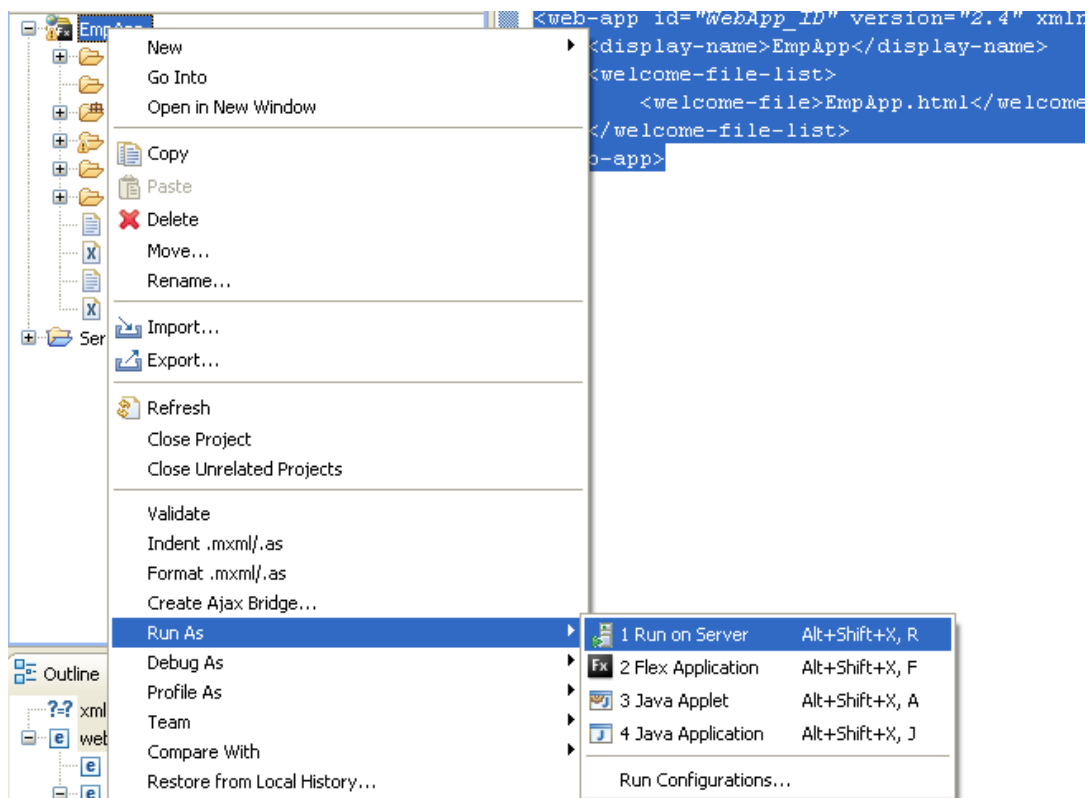 EmpApp
<web-app id="WebApp_ID" version="2.4" xmln
<display-name>EmpApp</display-name>
<welcome-file-list>
<welcome-file>EmpApp.html</welcome
</welcome-file-list>
b-app>
Ser
New
Go Into
Open in New Window
Copy
Paste
Delete
Move...
Rename...
Import...
Export...
Refresh
Close Project
Close Unrelated Projects
Validate
Indent .mxml/.as
Format .mxml/.as
Create Ajax Bridge...
Run As
Debug As
Profile As
Team
Compare With
Restore from Local History...
1 Run on Server Alt+Shift+X, R
Fx 2 Flex Application Alt+Shift+X, F
3 Java Applet Alt+Shift+X, A
4 Java Application Alt+Shift+X, J
Run Configurations...
Outline
?=? xml
e web
e
e